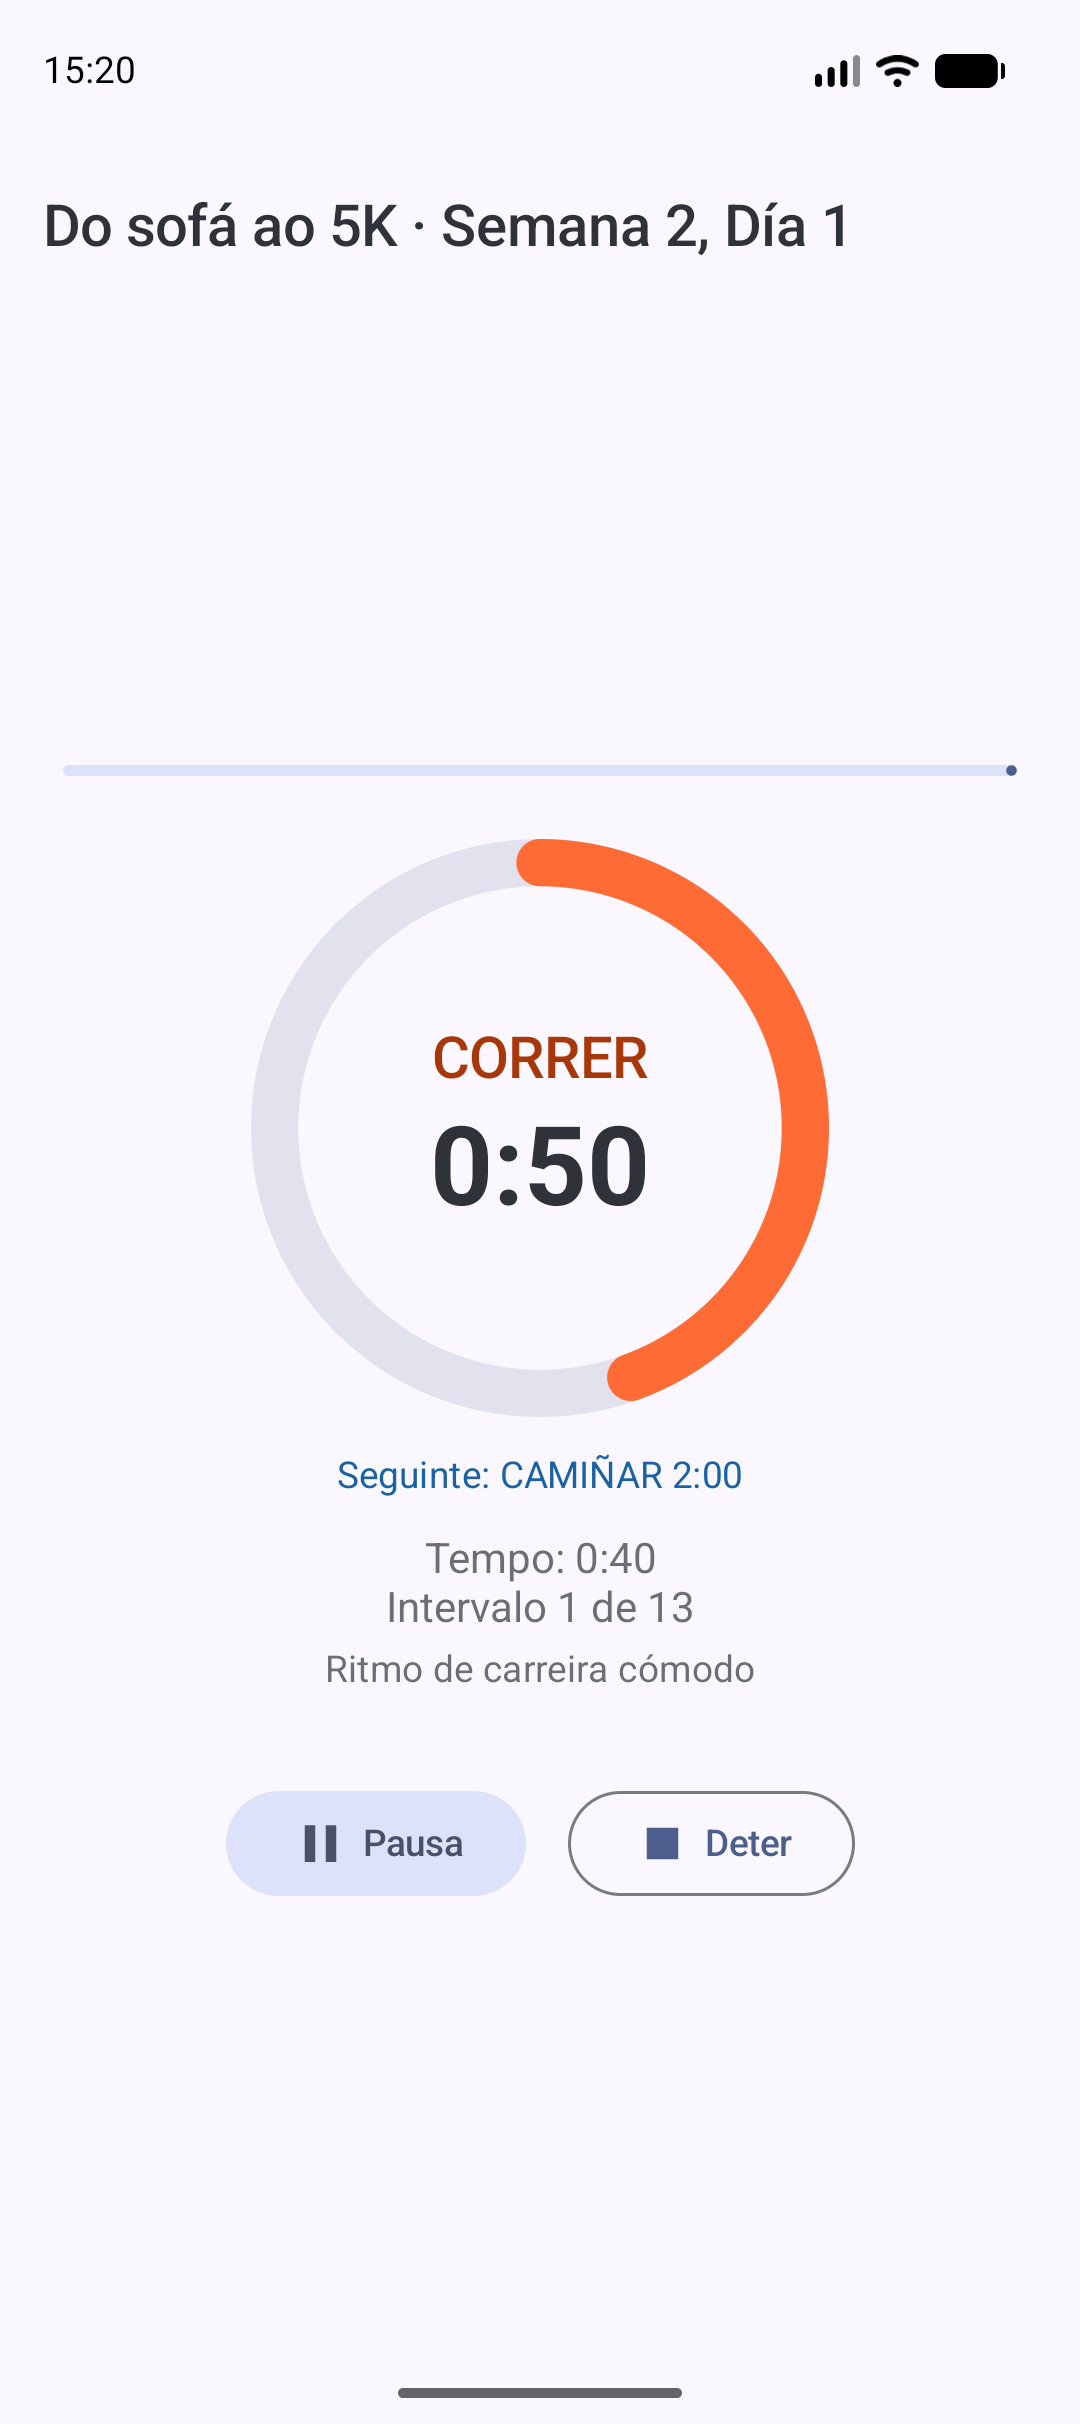 15:20
Do sofá ao 5K · Semana 2, Día 1
CORRER
0:50
Seguinte: CAMIÑAR 2:00
Tempo: 0:40
Intervalo 1 de 13
Ritmo de carreira cómodo
Pausa
Deter